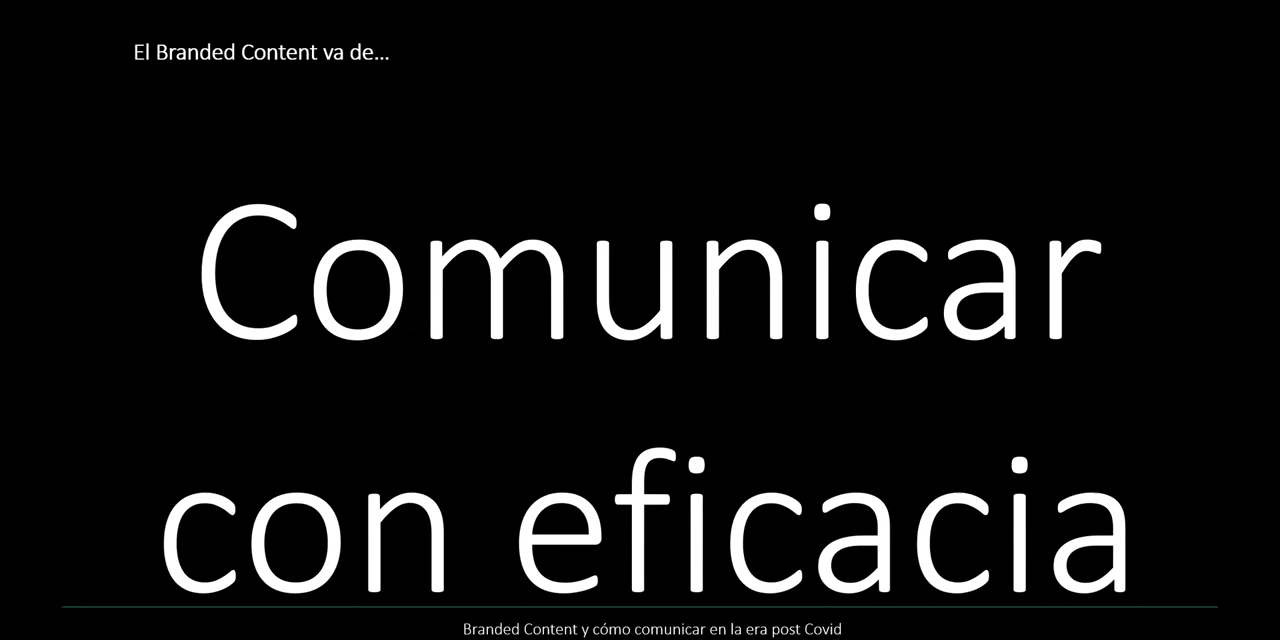 El Branded Content va de...
Comunicar
con eficacia
Branded Content y cómo comunicar en la era post Covid